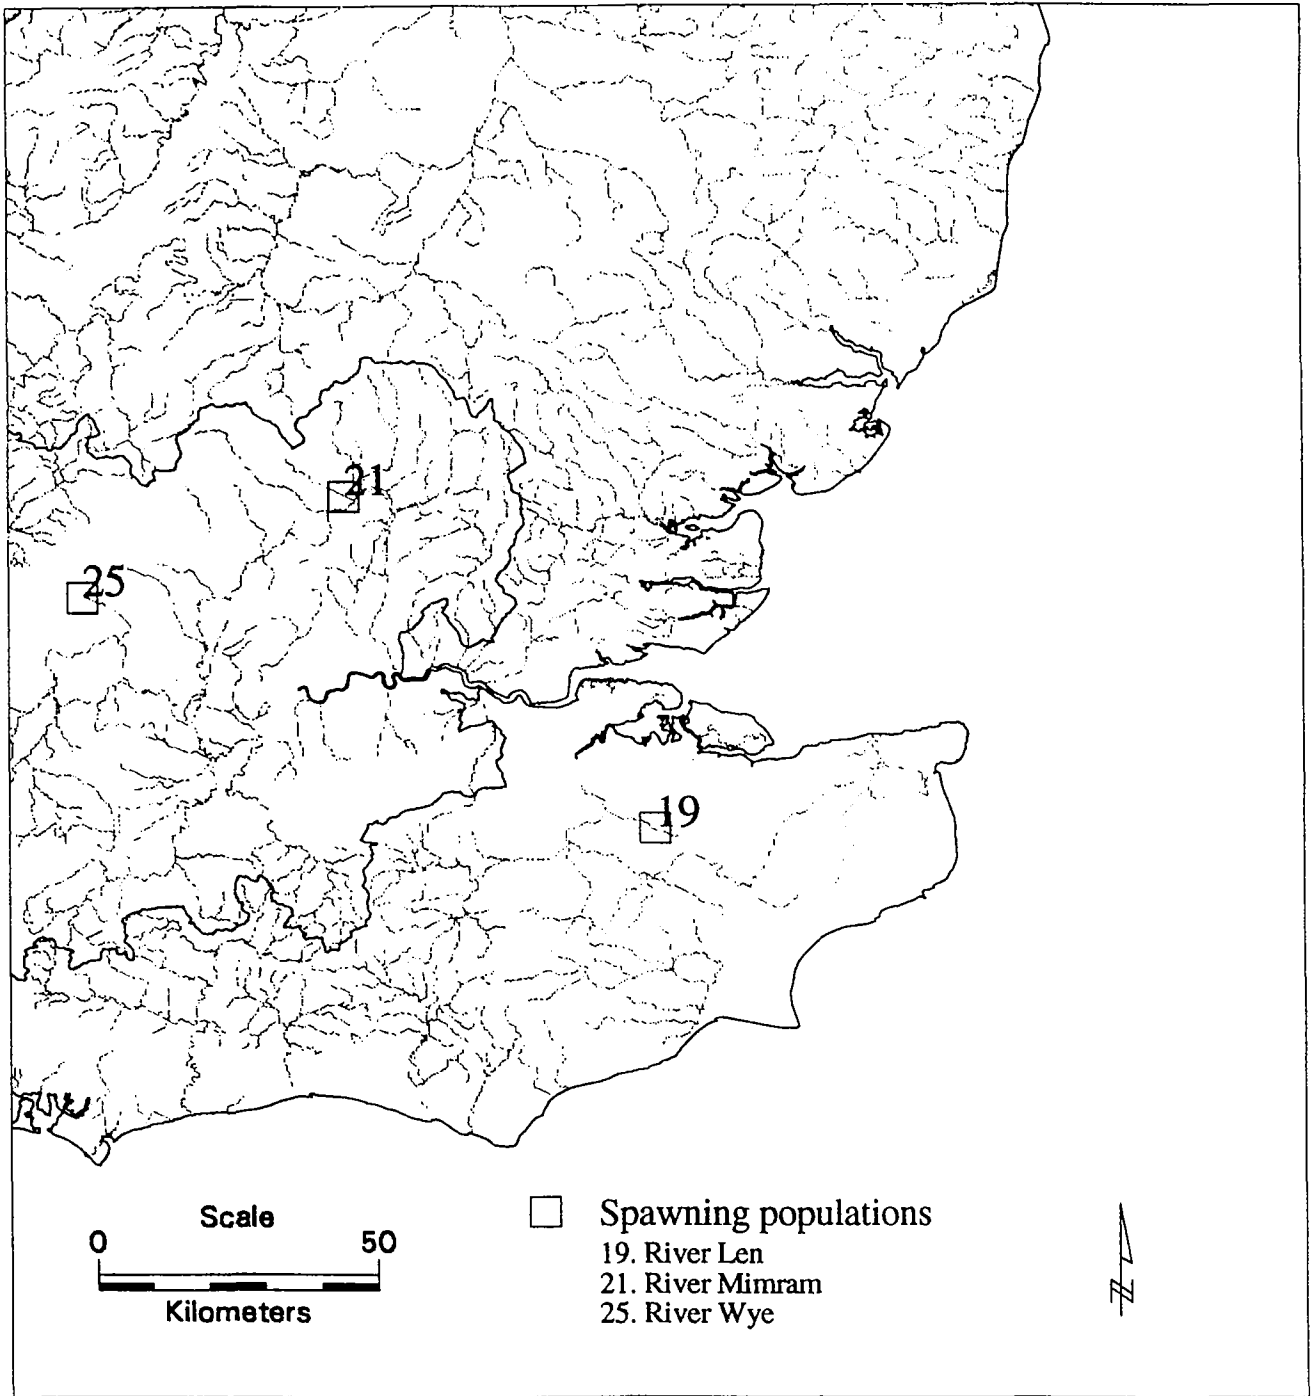 21
25
19
Scale
0 50
Kilometers
Spawning populations
19. River Len
21. River Mimram
25. River Wye
N